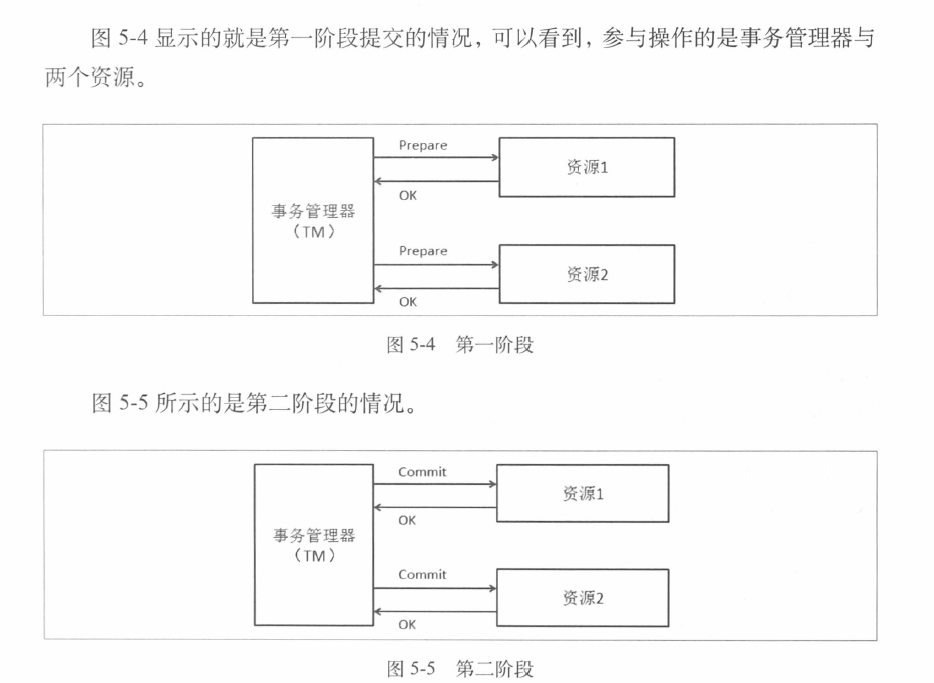 图 5-4 显示的就是第一阶段提交的情况，可以看到，参与操作的是事务管理器与
两个资源。
Prepare
资源1
OK
事务管理器
（TM）
Prepare
资源2
OK
图 5-4 第一阶段
图 5-5 所示的是第二阶段的情况。
Commit
资源1
OK
事务管理器
（TM）
Commit
资源2
OK
图 5-5 第二阶段